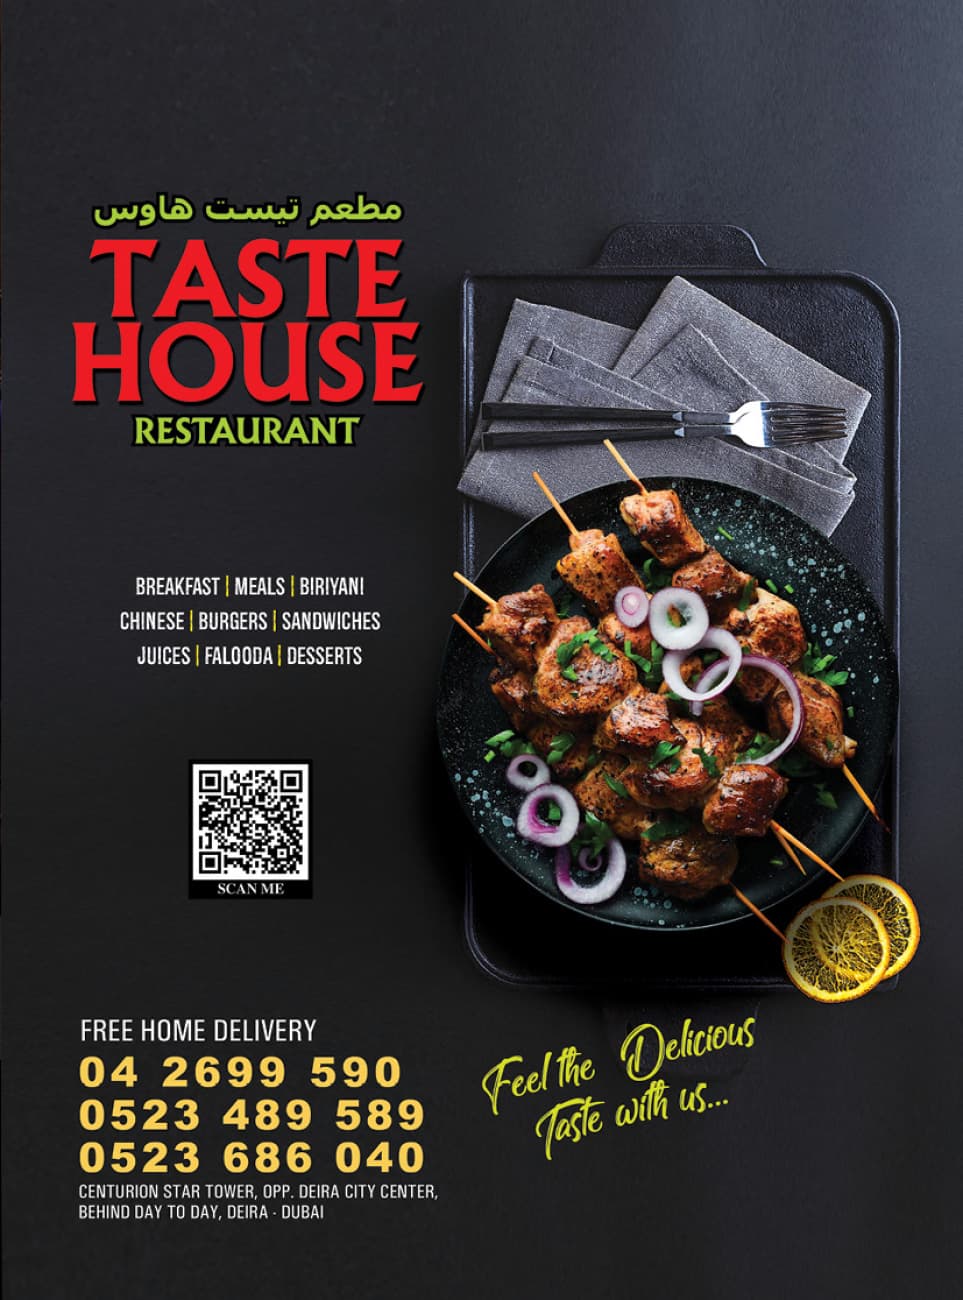 مطعم تيست هاوس
TASTE
HOUSE
RESTAURANT
BREAKFAST | MEALS | BIRIYANI
CHINESE | BURGERS | SANDWICHES
JUICES | FALOODA | DESSERTS
SCAN ME
FREE HOME DELIVERY
04 2699 590
0523 489 589
0523 686 040
CENTURION STAR TOWER, OPP. DEIRA CITY CENTER,
BEHIND DAY TO DAY, DEIRA - DUBAI
Feel the Delicious
Taste with us...